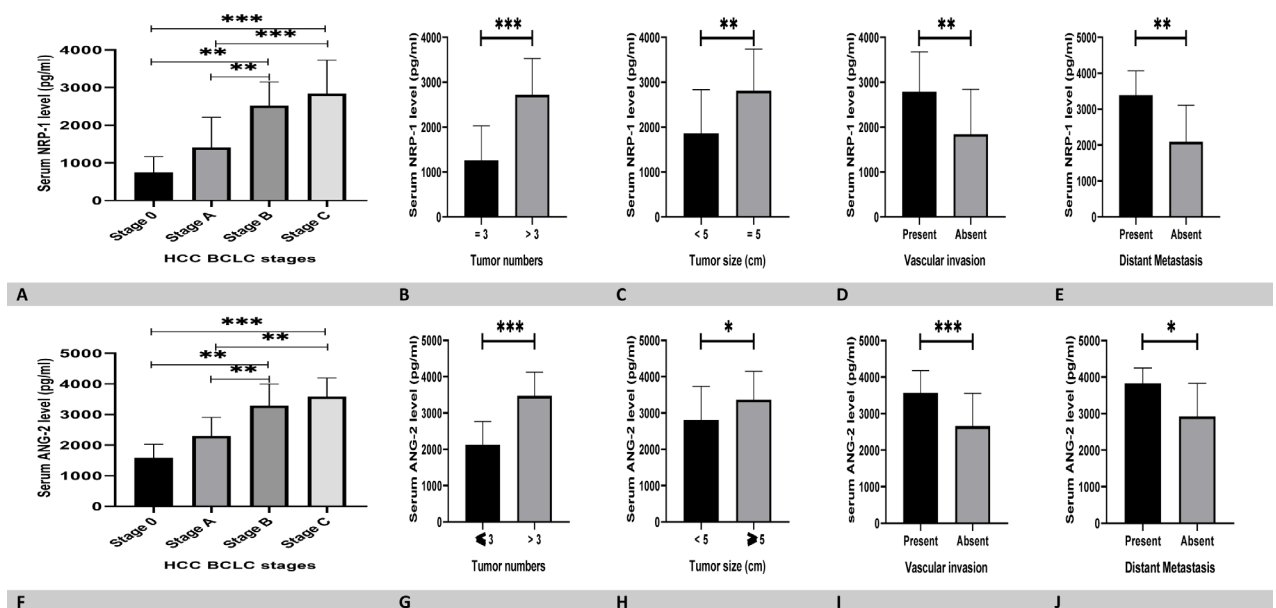 *** 
***
**
**
Serum NRP-1 level (pg/ml)
4000
3000
2000
1000
0
Stage 0 Stage A Stage B Stage C
HCC BCLC stages
***
Serum NRP-1 level (pg/ml)
4000
3000
2000
1000
0
= 3 > 3
Tumor numbers
**
Serum NRP-1 level (pg/ml)
4000
3000
2000
1000
0
< 5 = 5
Tumor size (cm)
**
Serum NRP-1 level (pg/ml)
4000
3000
2000
1000
0
Present Absent
Vascular invasion
**
Serum NRP-1 level (pg/ml)
5000
4000
3000
2000
1000
0
Present Absent
Distant Metastasis
A B C D E
***
**
**
**
Serum ANG-2 level (pg/ml)
5000
4000
3000
2000
1000
0
Stage 0 Stage A Stage B Stage C
HCC BCLC stages
***
Serum ANG-2 level (pg/ml)
5000
4000
3000
2000
1000
0
⩽ 3 > 3
Tumor numbers
*
Serum ANG-2 level (pg/ml)
5000
4000
3000
2000
1000
0
< 5 ⩾ 5
Tumor size (cm)
***
serum ANG-2 level (pg/ml)
5000
4000
3000
2000
1000
0
Present Absent
Vascular invasion
*
Serum ANG-2 level (pg/ml)
5000
4000
3000
2000
1000
0
Present Absent
Distant Metastasis
F G H I J